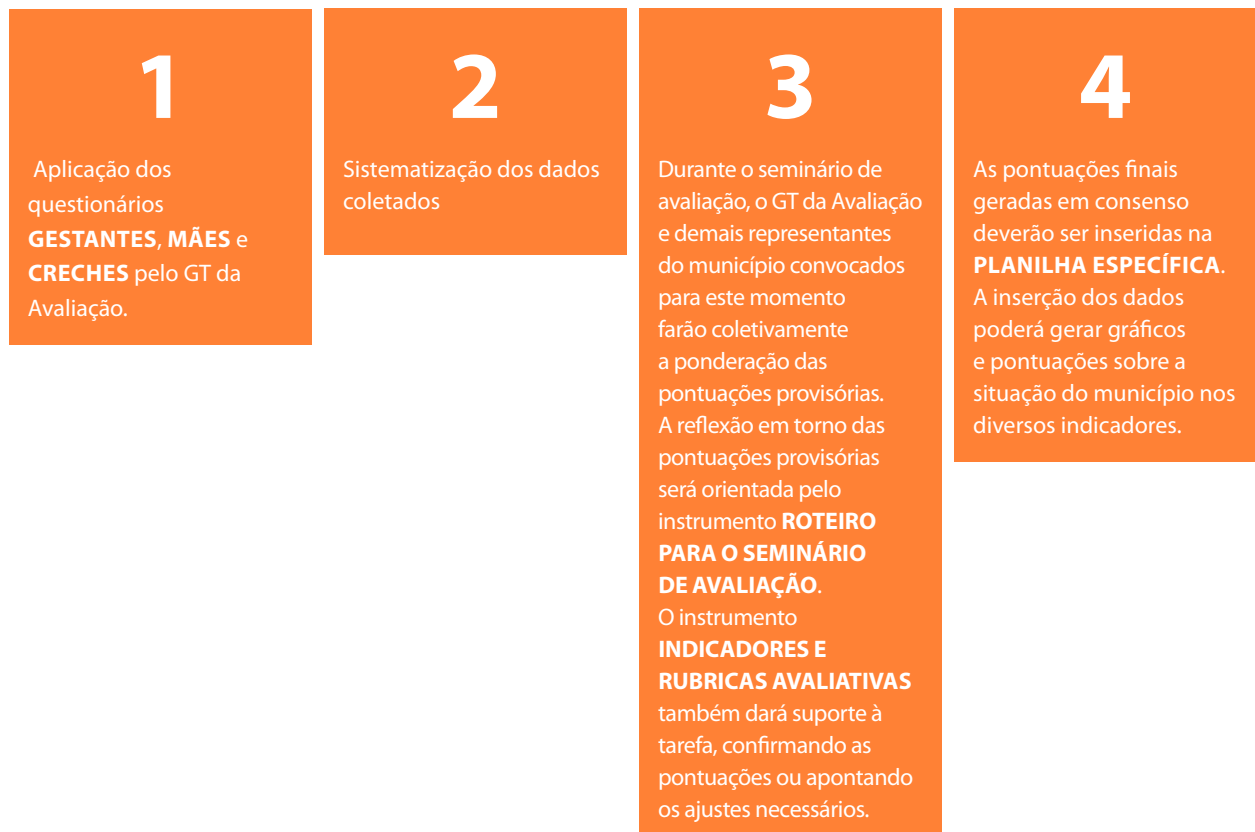 1
Aplicação dos
questionários
GESTANTES, MÃES e
CRECHES pelo GT da
Avaliação.
2
Sistematização dos dados
coletados
3
Durante o seminário de
avaliação, o GT da Avaliação
e demais representantes
do município convocados
para este momento
farão coletivamente
a ponderação das
pontuações provisórias.
A reflexão em torno das
pontuações provisórias
será orientada pelo
instrumento ROTEIRO
PARA O SEMINÁRIO
DE AVALIAÇÃO.
O instrumento
INDICADORES E
RUBRICAS AVALIATIVAS
também dará suporte à
tarefa, confirmando as
pontuações ou apontando
os ajustes necessários.
4
As pontuações finais
geradas em consenso
deverão ser inseridas na
PLANILHA ESPECÍFICA.
A inserção dos dados
poderá gerar gráficos
e pontuações sobre a
situação do município nos
diversos indicadores.